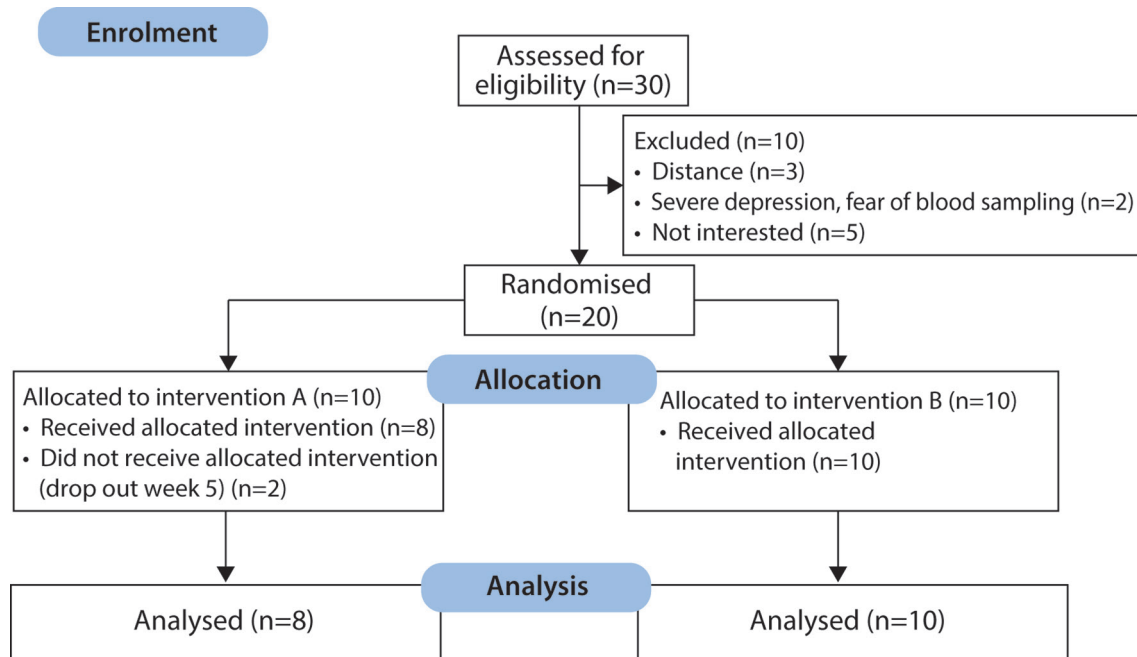 Enrolment
Assessed for
eligibility (n=30)
Excluded (n=10)
• Distance (n=3)
• Severe depression, fear of blood sampling (n=2)
• Not interested (n=5)
Randomised
(n=20)
Allocation
Allocated to intervention A (n=10)
• Received allocated intervention (n=8)
• Did not receive allocated intervention
(drop out week 5) (n=2)
Allocated to intervention B (n=10)
• Received allocated
intervention (n=10)
Analysis
Analysed (n=8)
Analysed (n=10)